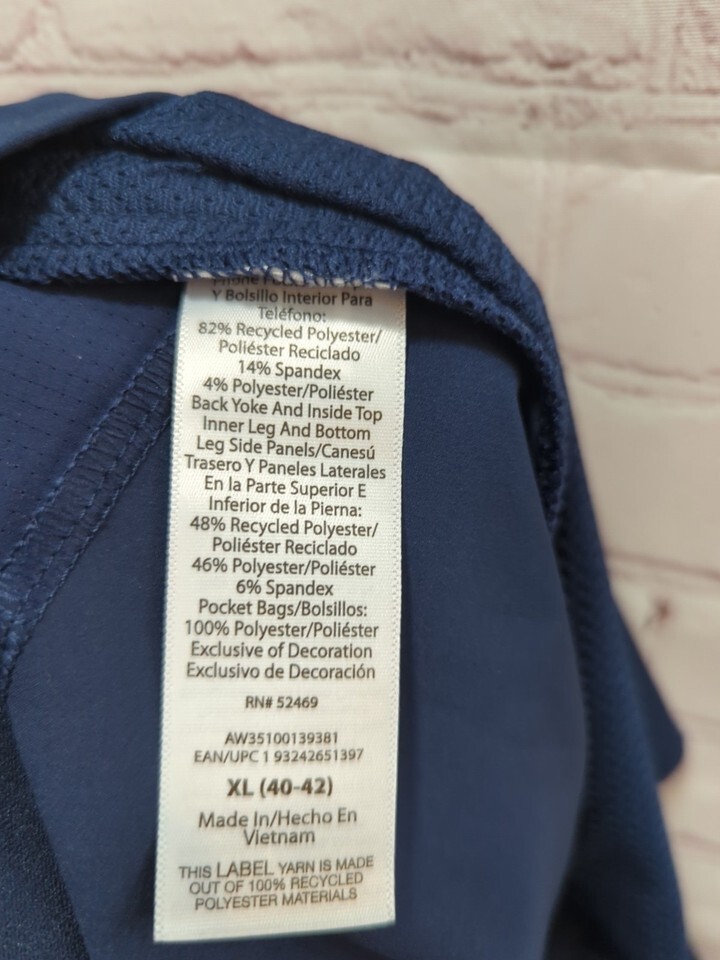 Y Bolsillo Interior Para
Teléfono:
82% Recycled Polyester/
Poliéster Reciclado
14% Spandex
4% Polyester/Poliéster
Back Yoke And Inside Top
Inner Leg And Bottom
Leg Side Panels/Canesú
Trasero Y Paneles Laterales
En la Parte Superior E
Inferior de la Pierna:
48% Recycled Polyester/
Poliéster Reciclado
46% Polyester/Poliéster
6% Spandex
Pocket Bags/Bolsillos:
100% Polyester/Poliéster
Exclusive of Decoration
Exclusivo de Decoración
RN# 52469
AW35100139381
EAN/UPC 1 93242651397
XL (40-42)
Made In/Hecho En
Vietnam
THIS LABEL YARN IS MADE
OUT OF 100% RECYCLED
POLYESTER MATERIALS